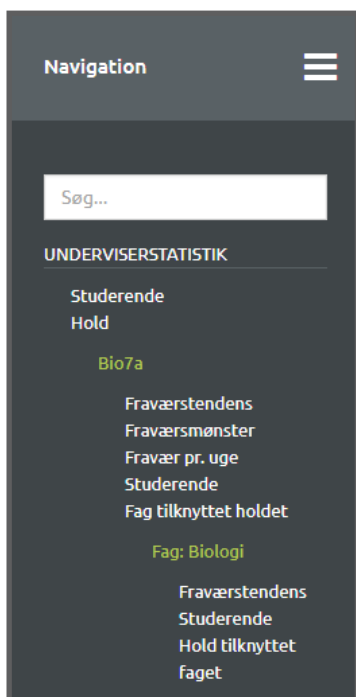 Navigation
Søg...
UNDERVISERSTATISTIK
Studerende
Hold
Bio7a
Fraværstendens
Fraværsmønster
Fravær pr. uge
Studerende
Fag tilknyttet holdet
Fag: Biologi
Fraværstendens
Studerende
Hold tilknyttet
faget